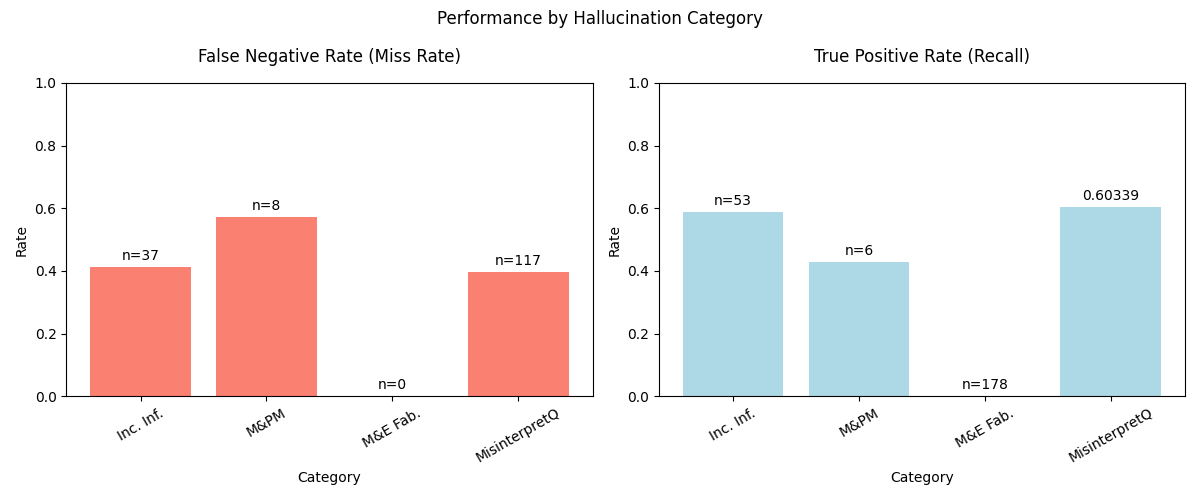 Performance by Hallucination Category
False Negative Rate (Miss Rate)
1.0
0.8
0.6
0.4
0.2
0.0
Rate
n=37
n=8
n=0
n=117
Inc. Inf.
M&PM
M&E Fab.
MisinterpretQ
Category
True Positive Rate (Recall)
1.0
0.8
0.6
0.4
0.2
0.0
Rate
n=53
n=6
n=178
0.60339
Inc. Inf.
M&PM
M&E Fab.
MisinterpretQ
Category